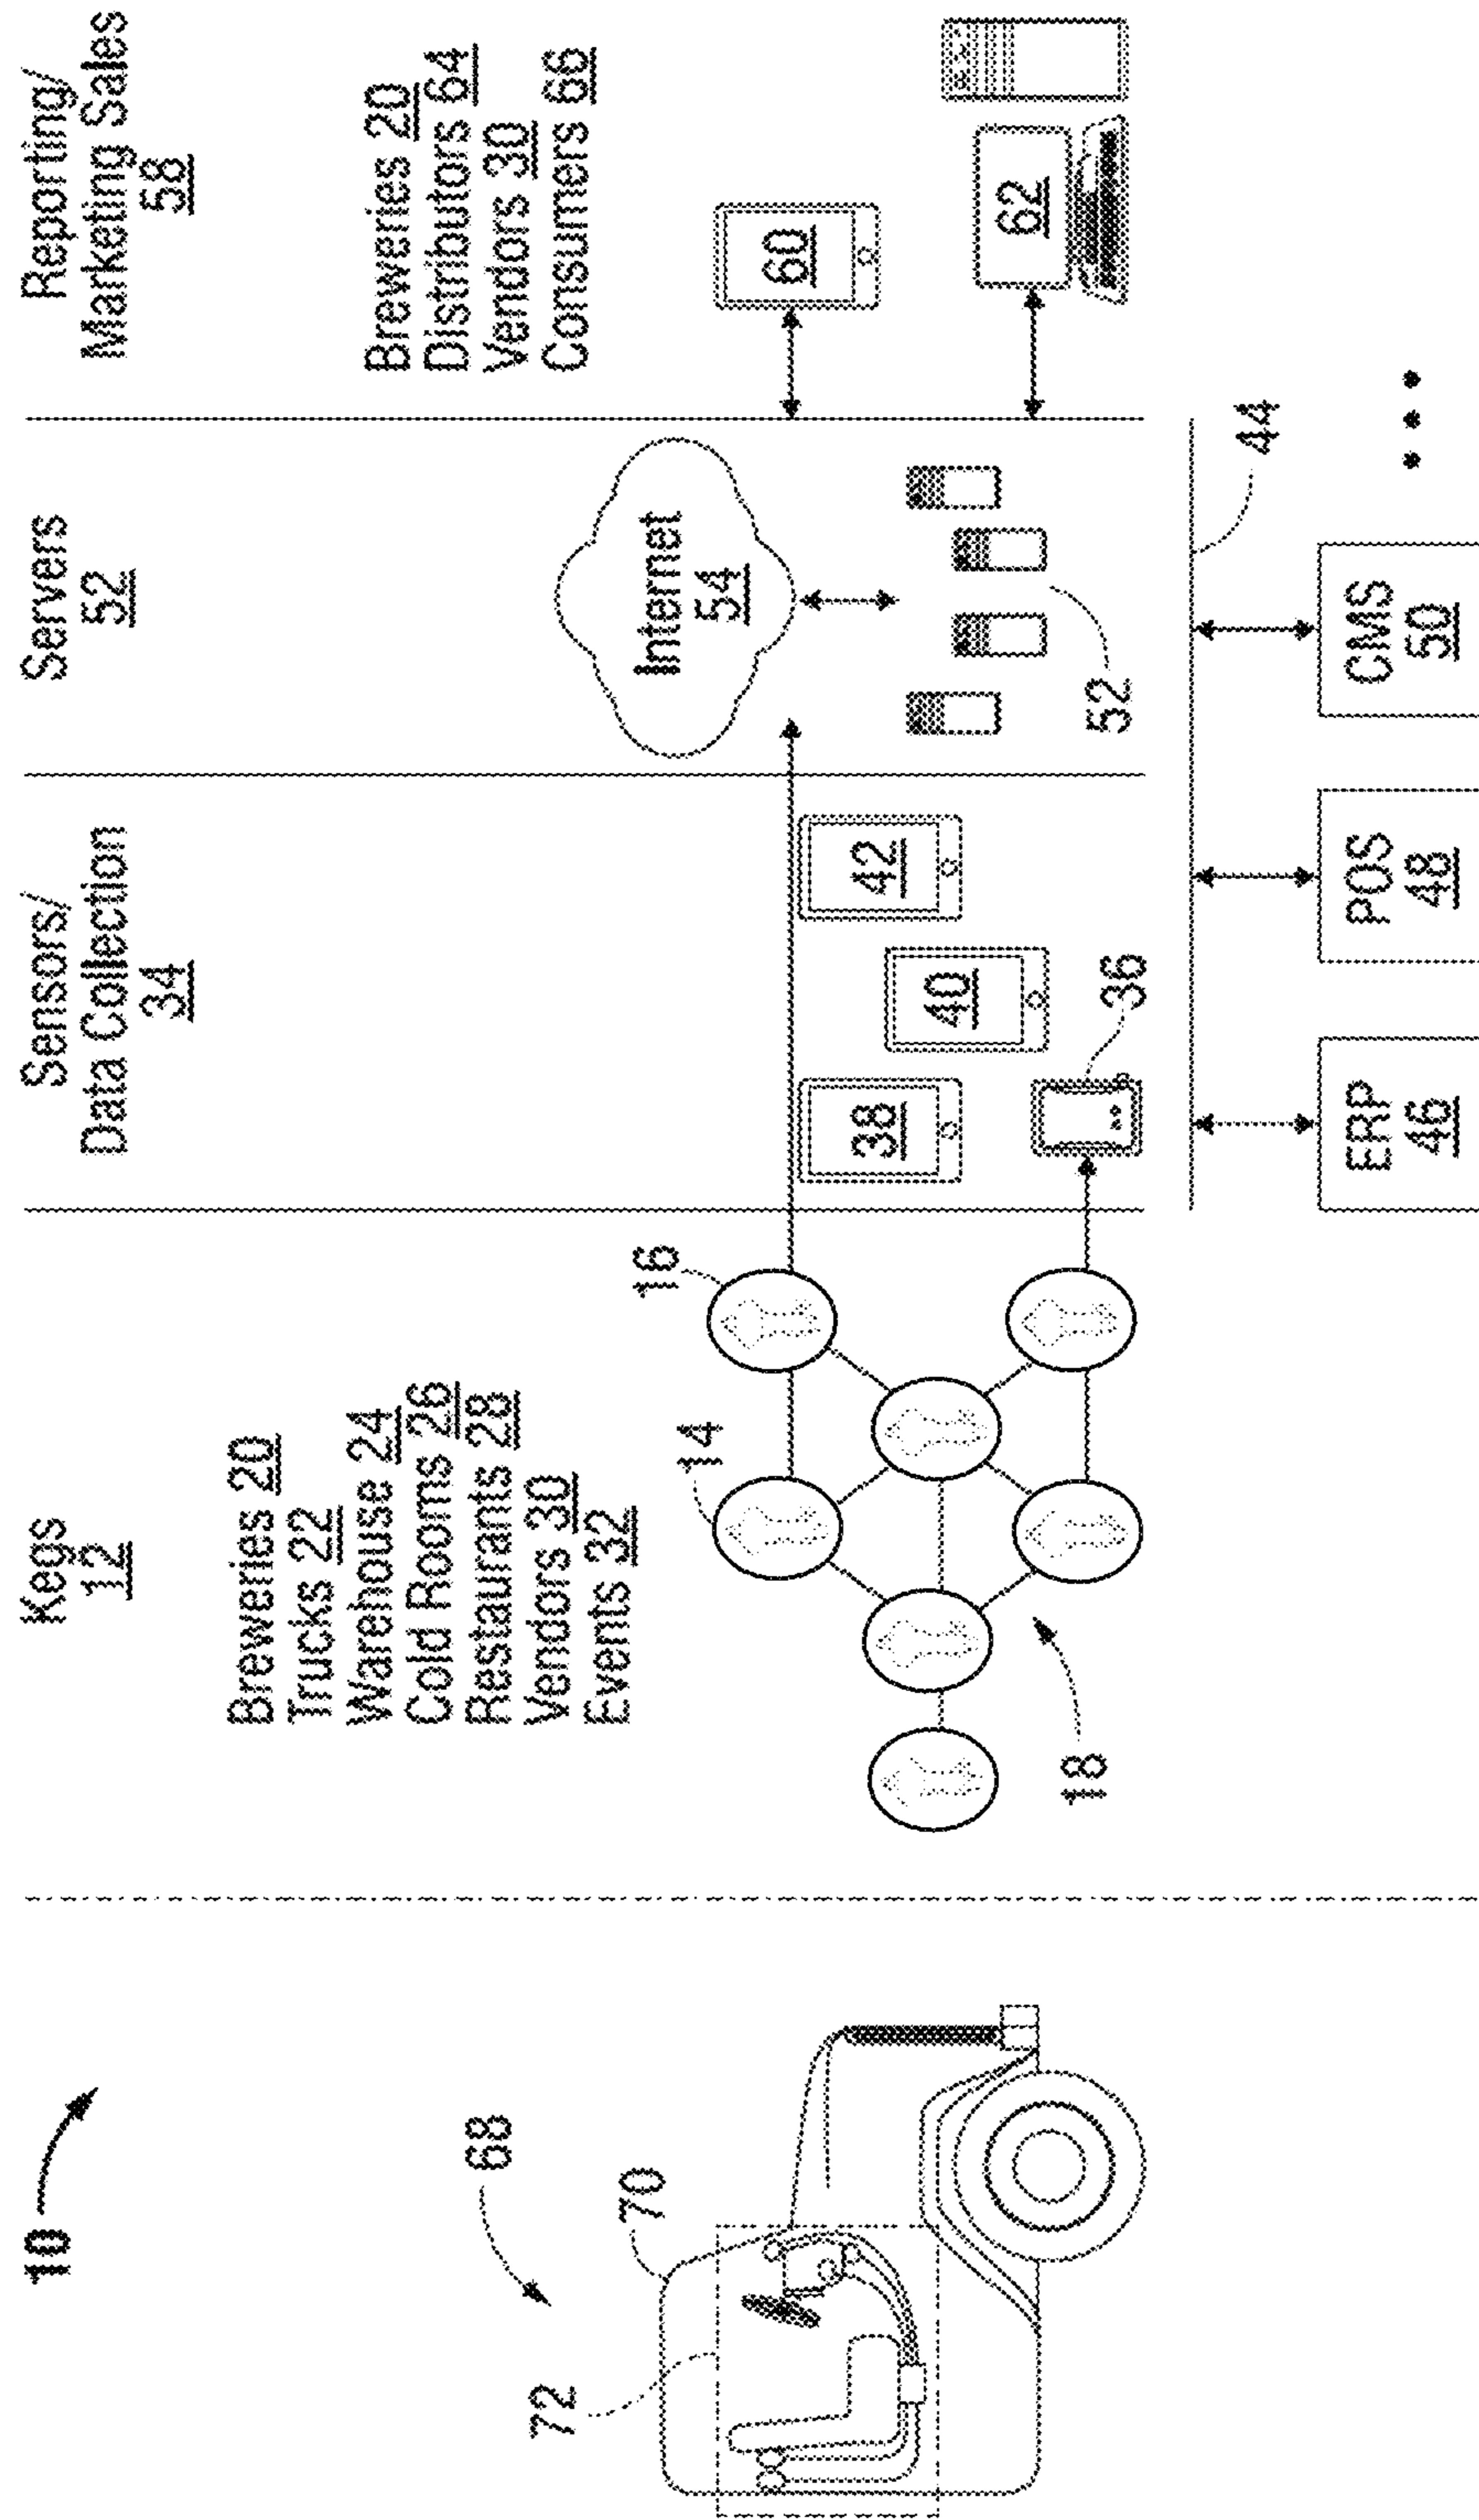 10
68
70
72
Kegs
12
Breweries 20
Trucks 22
Warehouse 24
Cold Rooms 26
Restaurants 28
Vendors 30
Events 32
14
16
18
Sensors/
Data Collection
34
38
40
42
36
Servers
52
Internet
54
52
Reporting/
Marketing Sales
58
Breweries 20
Distributors 64
Vendors 30
Consumers 66
60
62
44
ERP
46
POS
48
CMS
50